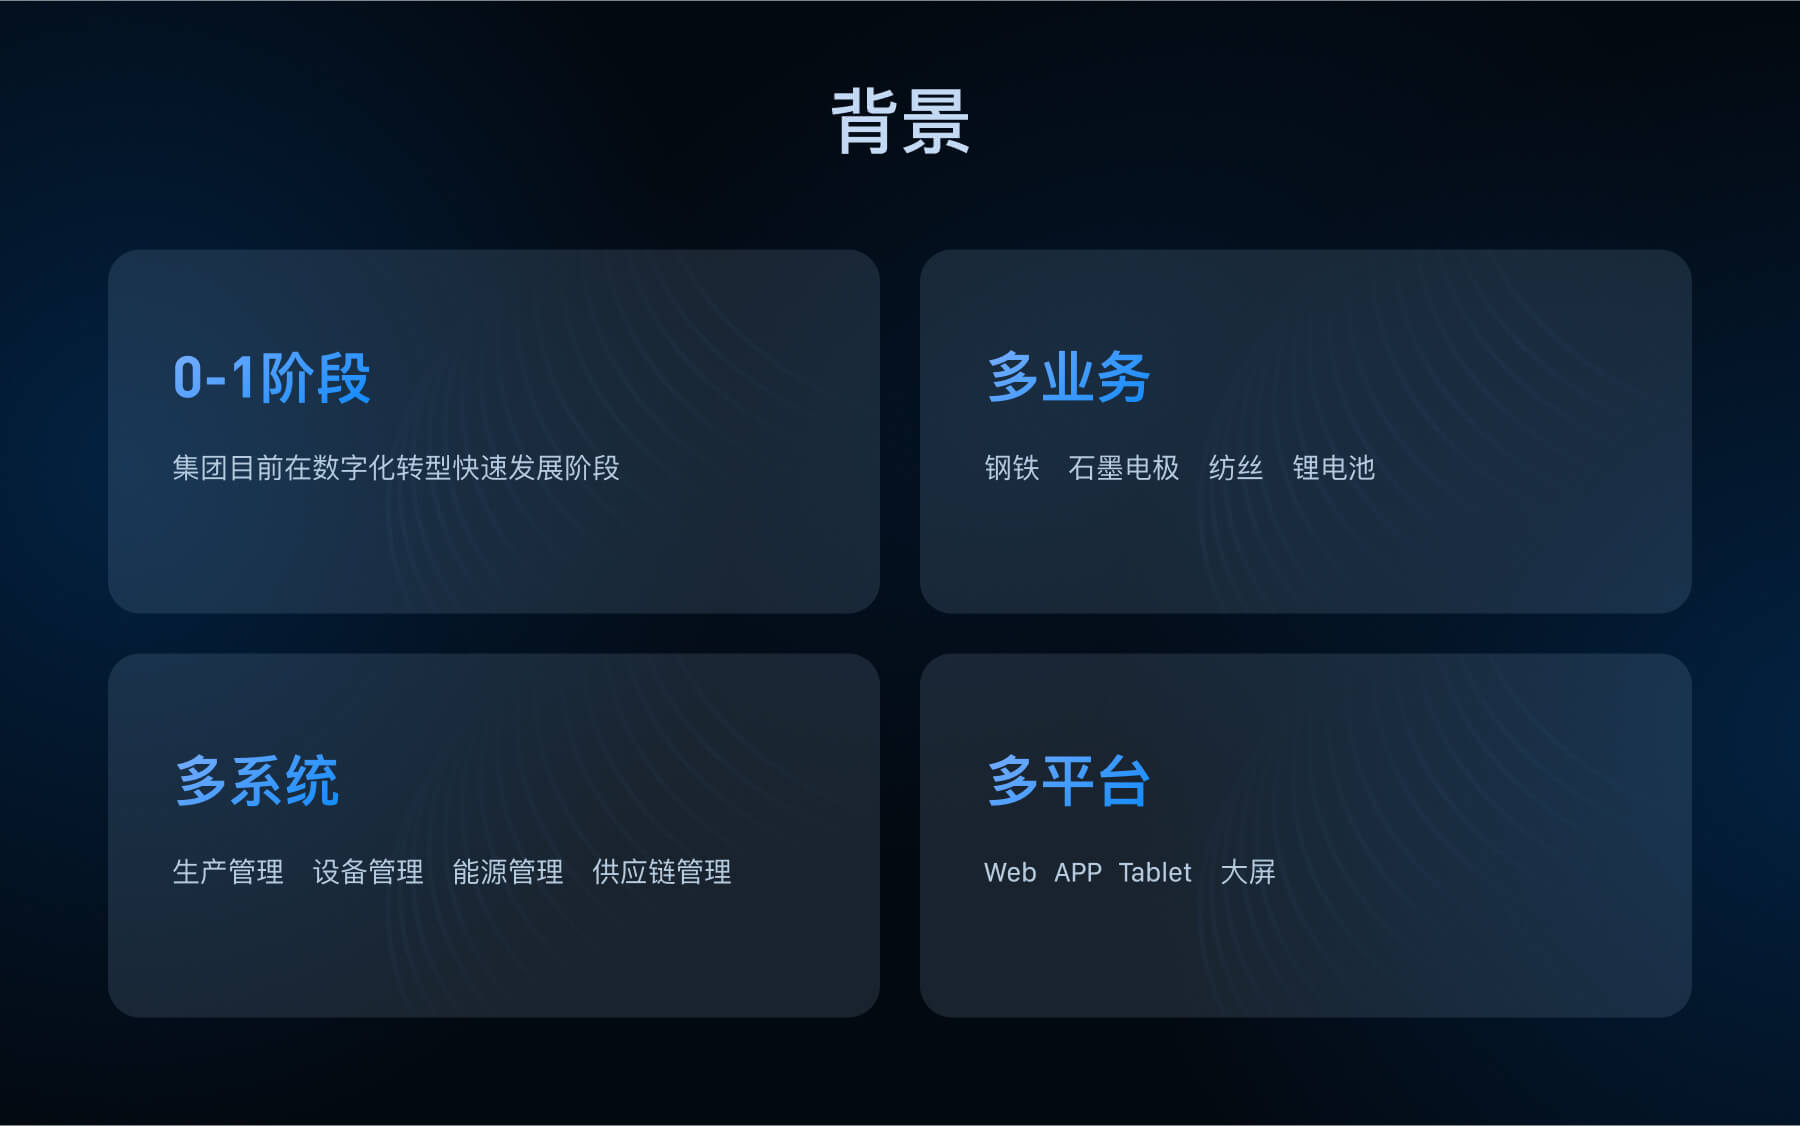 背景
0-1阶段
集团目前在数字化转型快速发展阶段
多业务
钢铁 石墨电极 纺丝 锂电池
多系统
生产管理 设备管理 能源管理 供应链管理
多平台
Web APP Tablet 大屏